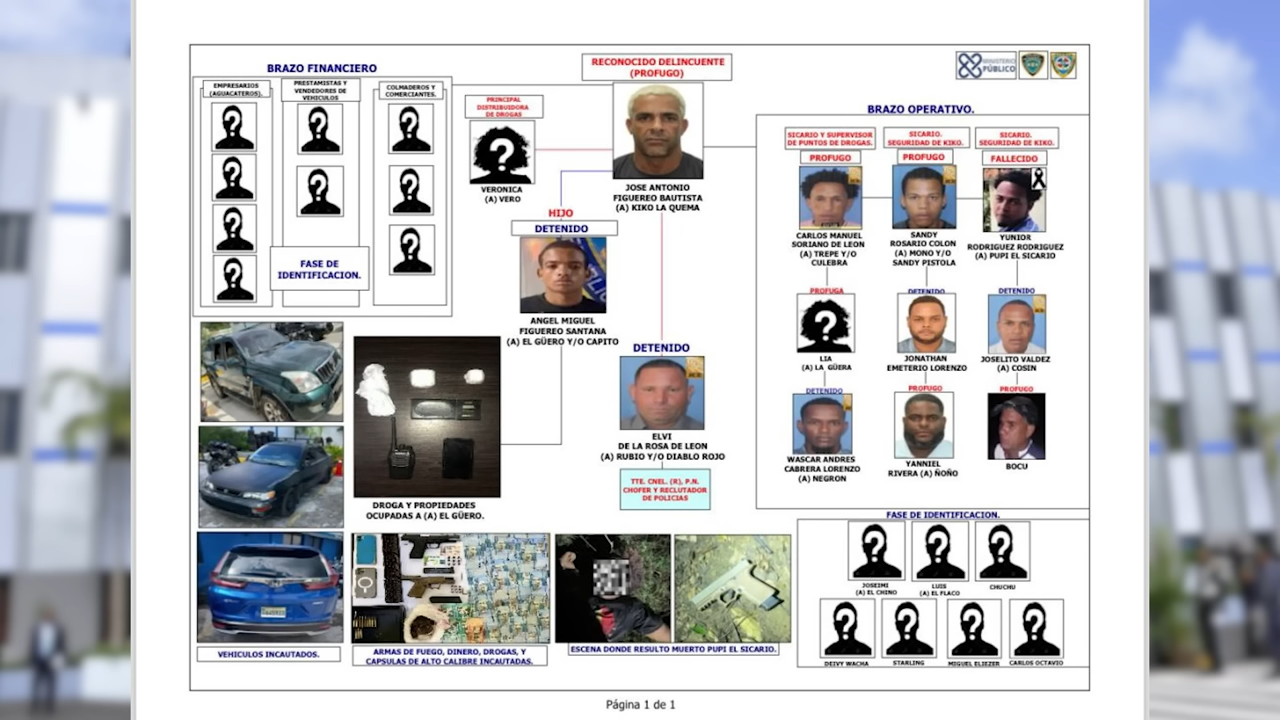 BRAZO FINANCIERO
EMPRESARIOS
(AGUACATEROS).
PRESTAMISTAS Y
VENDEDORES DE
VEHICULOS
COLMADEROS Y
COMERCIANTES.
FASE DE
IDENTIFICACION.
RECONOCIDO DELINCUENTE
(PROFUGO)
PRINCIPAL
DISTRIBUIDORA
DE DROGAS
VERONICA
(A) VERO
JOSE ANTONIO
FIGUEREO BAUTISTA
(A) KIKO LA QUEMA
HIJO
DETENIDO
ANGEL MIGUEL
FIGUEREO SANTANA
(A) EL GÜERO Y/O CAPITO
DETENIDO
ELVI
DE LA ROSA DE LEON
(A) RUBIO Y/O DIABLO ROJO
TTE. CNEL. (R), P.N.
CHOFER Y RECLUTADOR
DE POLICIAS
MINISTERIO
PÚBLICO
BRAZO OPERATIVO.
SICARIO Y SUPERVISOR
DE PUNTOS DE DROGAS.
PROFUGO
CARLOS MANUEL
SORIANO DE LEON
(A) TREPE Y/O
CULEBRA
SICARIO.
SEGURIDAD DE KIKO.
PROFUGO
SANDY
ROSARIO COLON
(A) MONO Y/O
SANDY PISTOLA
SICARIO.
SEGURIDAD DE KIKO.
FALLECIDO
YUNIOR
RODRIGUEZ RODRIGUEZ
(A) PUPI EL SICARIO
PROFUGA
LIA
(A) LA GÜERA
DETENIDO
JONATHAN
EMETERIO LORENZO
DETENIDO
JOSELITO VALDEZ
(A) COSIN
DETENIDO
WASCAR ANDRES
CABRERA LORENZO
(A) NEGRON
PROFUGO
YANNIEL
RIVERA (A) ÑOÑO
PROFUGO
BOCU
FASE DE IDENTIFICACION.
JOSEIMI
(A) EL CHINO
LUIS
(A) EL FLACO
CHUCHU
DEIVY WACHA
STARLING
MIGUEL ELIEZER
CARLOS OCTAVIO
DROGA Y PROPIEDADES
OCUPADAS A (A) EL GÜERO.
VEHICULOS INCAUTADOS.
ARMAS DE FUEGO, DINERO, DROGAS, Y
CAPSULAS DE ALTO CALIBRE INCAUTADAS.
ESCENA DONDE RESULTO MUERTO PUPI EL SICARIO.
Página 1 de 1